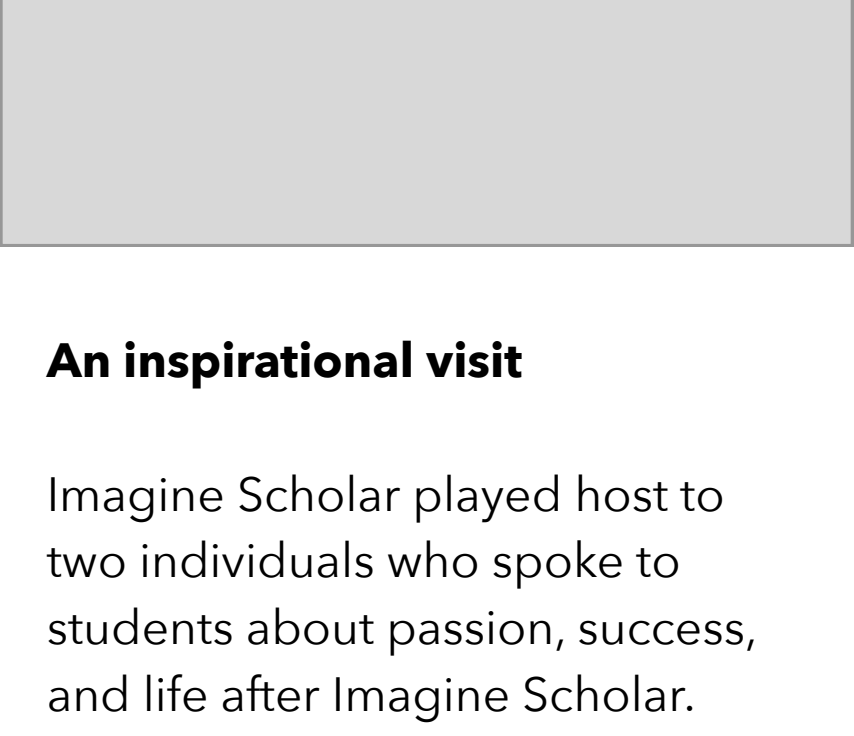 An inspirational visit
Imagine Scholar played host to
two individuals who spoke to
students about passion, success,
and life after Imagine Scholar.